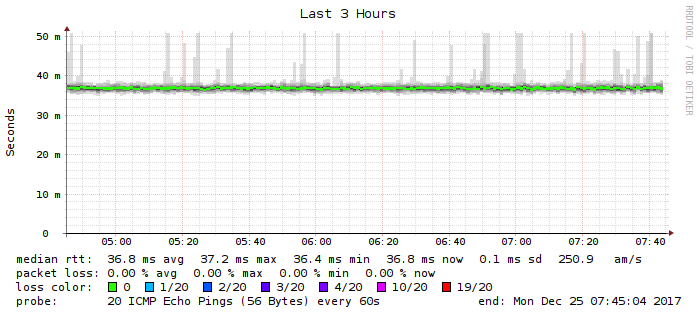 Last 3 Hours
RRDTOOL / TOBI OETIKER
Seconds
50 m
40 m
30 m
20 m
10 m
0
05:00 05:20 05:40 06:00 06:20 06:40 07:00 07:20 07:40
median rtt: 36.8 ms avg 37.2 ms max 36.4 ms min 36.8 ms now 0.1 ms sd 250.9 am/s
packet loss: 0.00 % avg 0.00 % max 0.00 % min 0.00 % now
loss color: 0 1/20 2/20 3/20 4/20 10/20 19/20
probe: 20 ICMP Echo Pings (56 Bytes) every 60s end: Mon Dec 25 07:45:04 2017